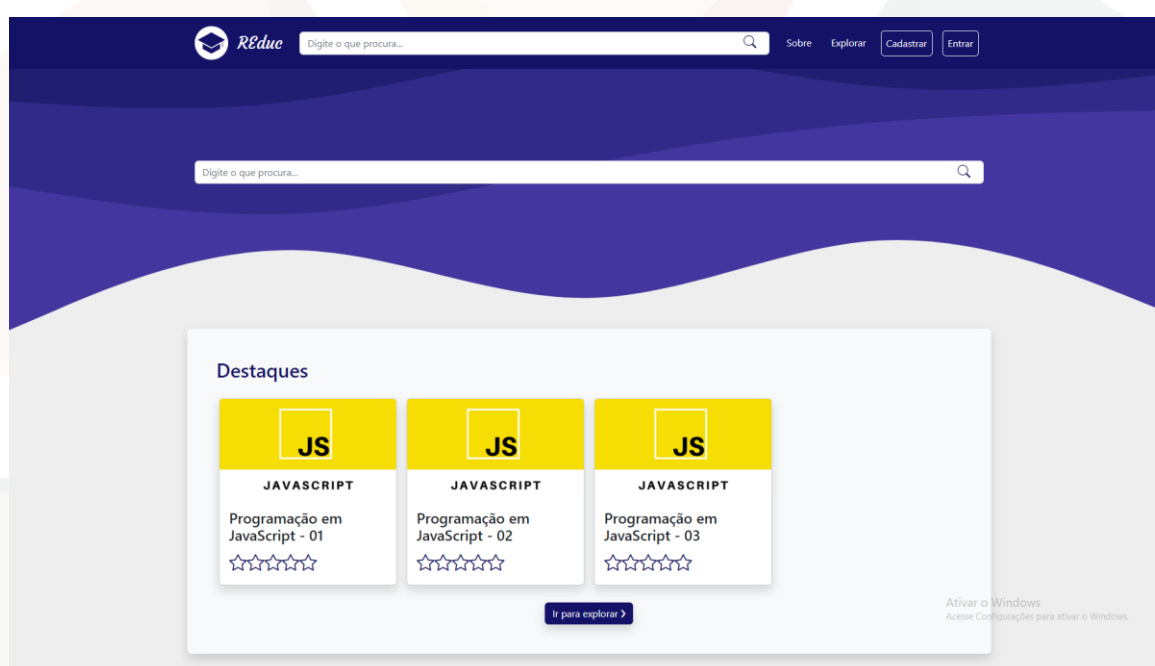 REduc
Digite o que procura...
Sobre
Explorar
Cadastrar
Entrar
Digite o que procura...
Destaques
JS
JAVASCRIPT
Programação em
JavaScript - 01
JS
JAVASCRIPT
Programação em
JavaScript - 02
JS
JAVASCRIPT
Programação em
JavaScript - 03
Ir para explorar
Ativar o Windows
Acesse Configurações para ativar o Windows.